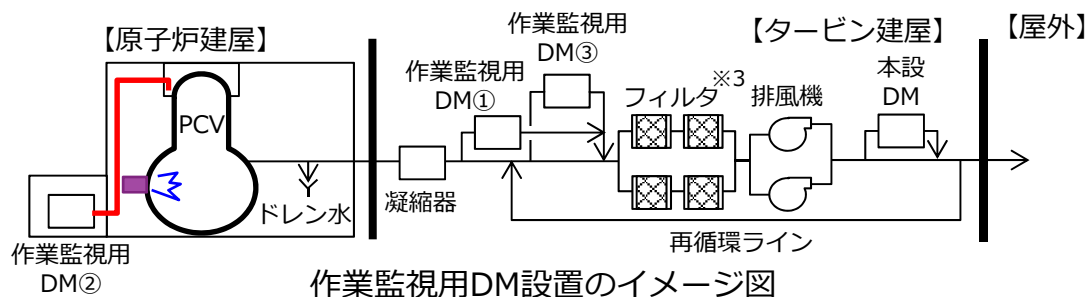 【原子炉建屋】
作業監視用
DM③
【タービン建屋】
【屋外】
作業監視用
DM①
フィルタ※3
排風機
本設
DM
PCV
ドレン水
凝縮器
再循環ライン
作業監視用
DM②
作業監視用DM設置のイメージ図